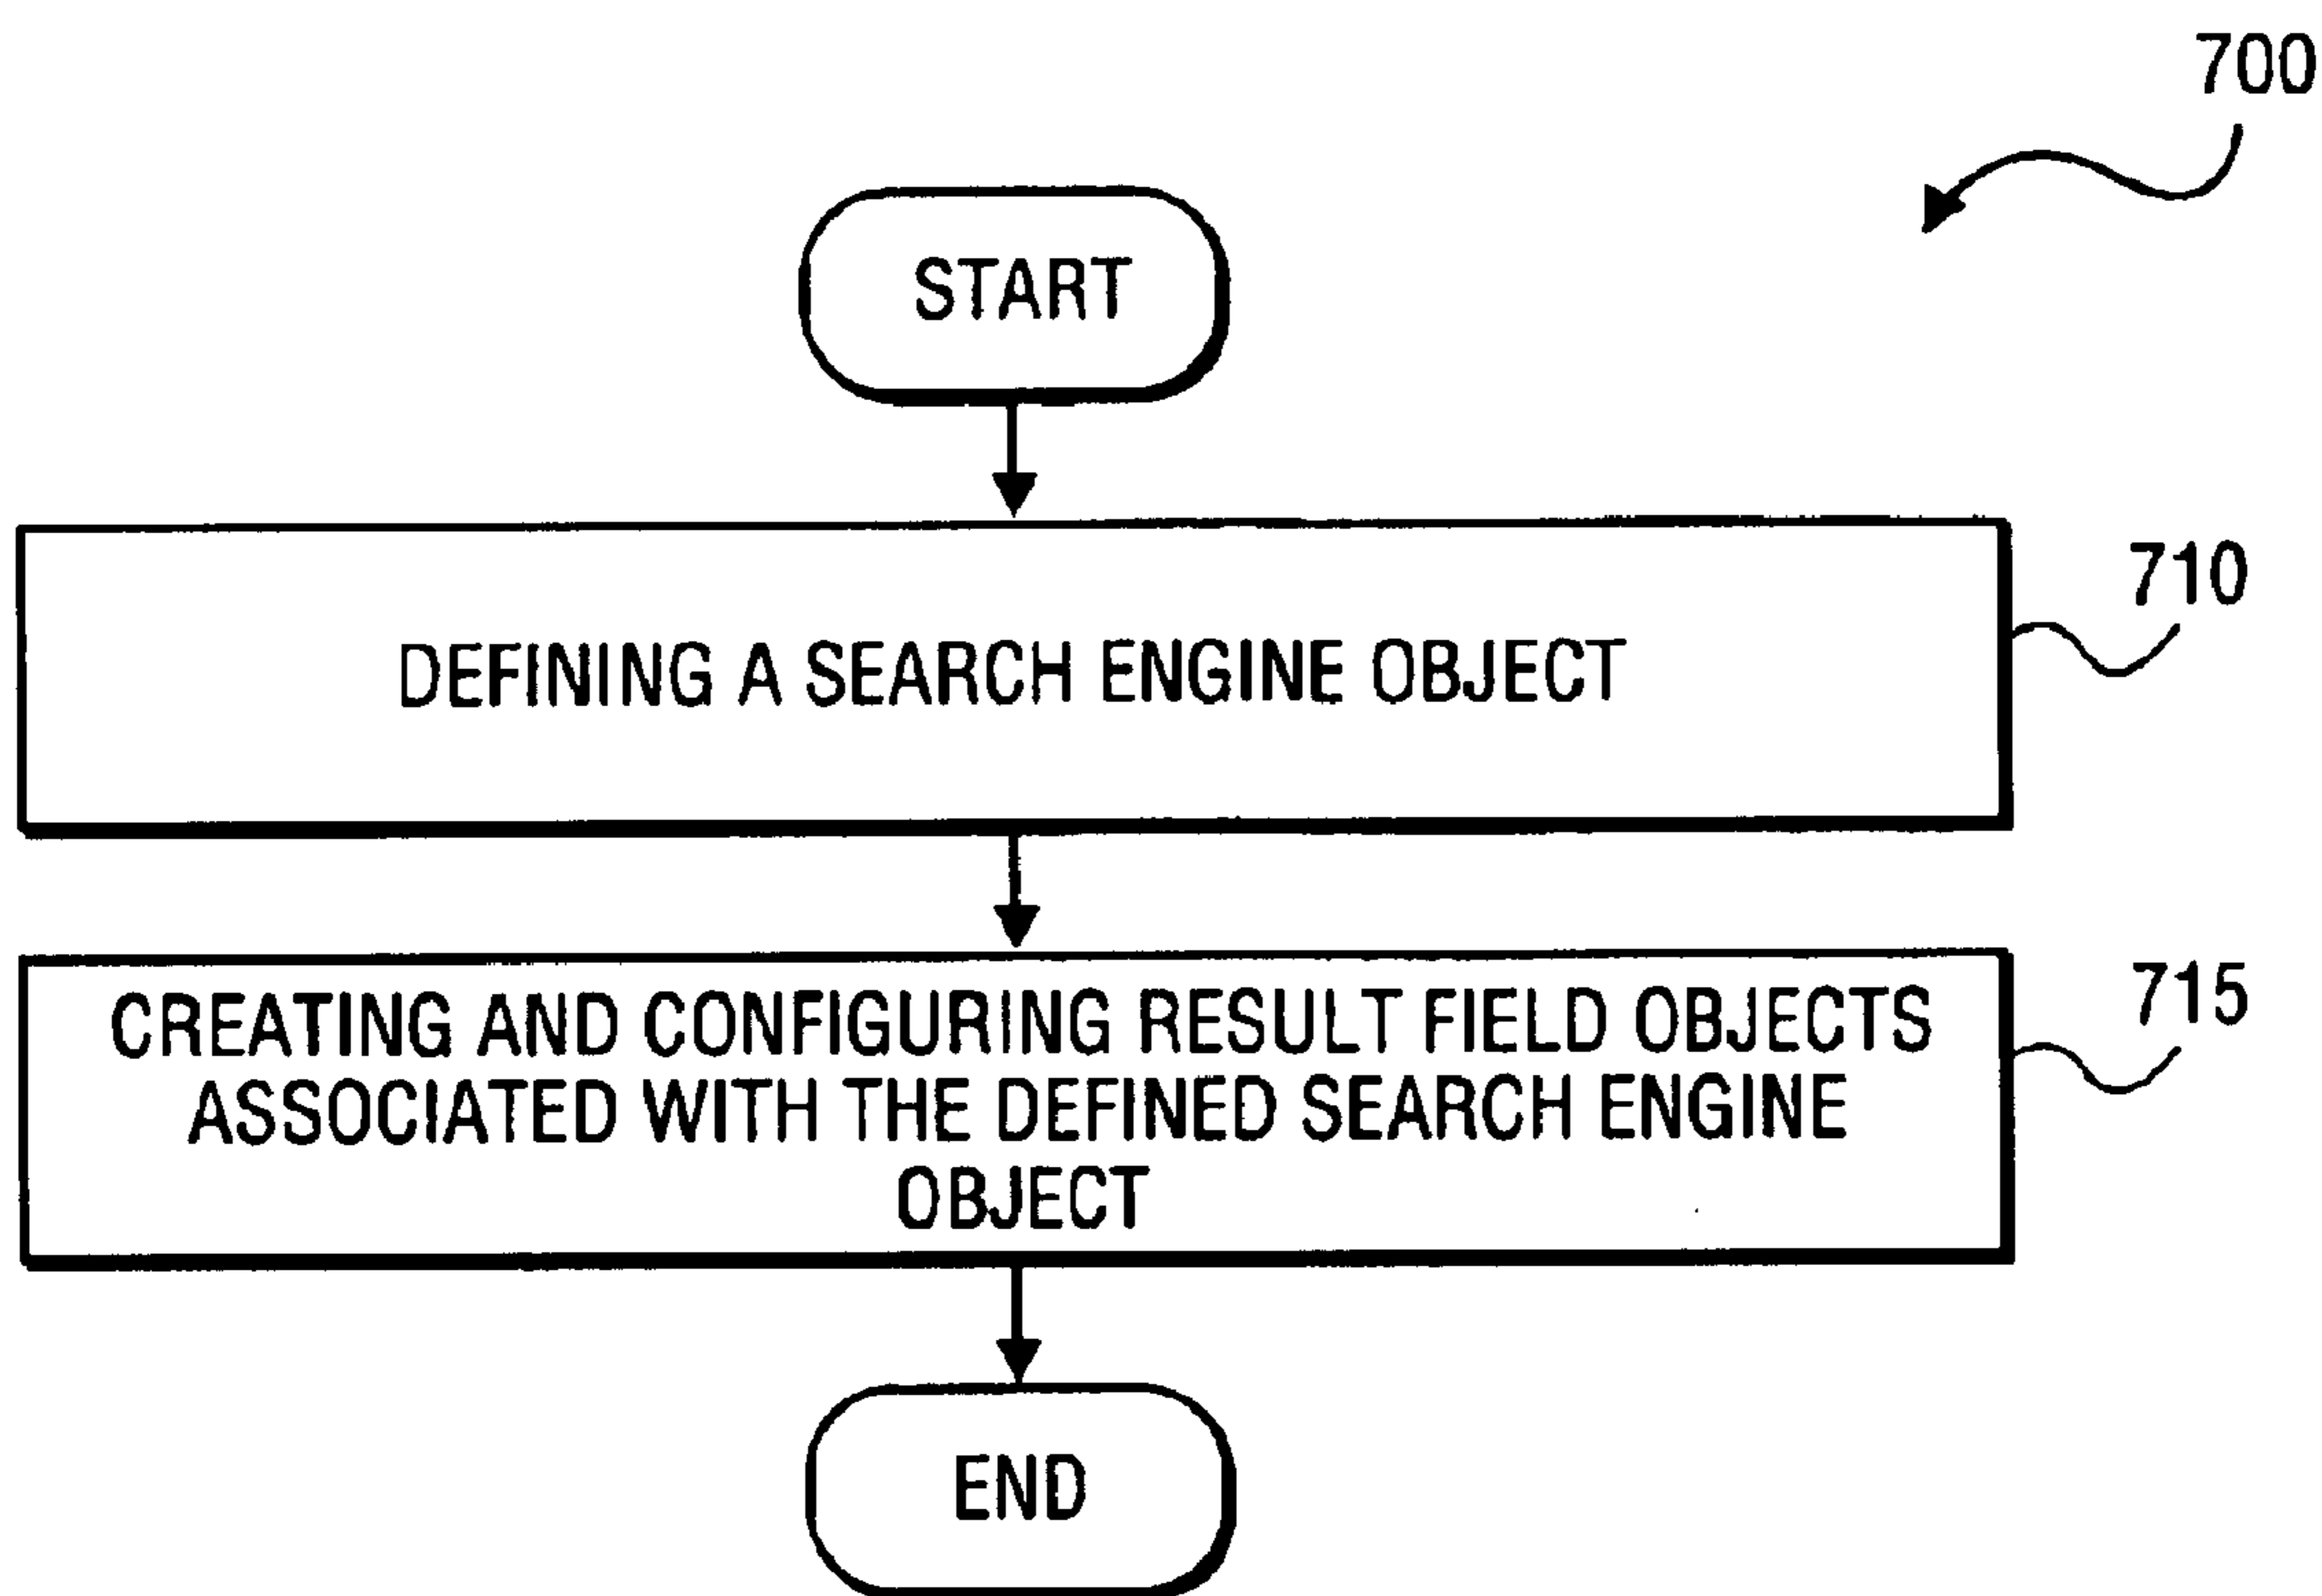 700
START
DEFINING A SEARCH ENGINE OBJECT
710
CREATING AND CONFIGURING RESULT FIELD OBJECTS
ASSOCIATED WITH THE DEFINED SEARCH ENGINE
OBJECT
715
END